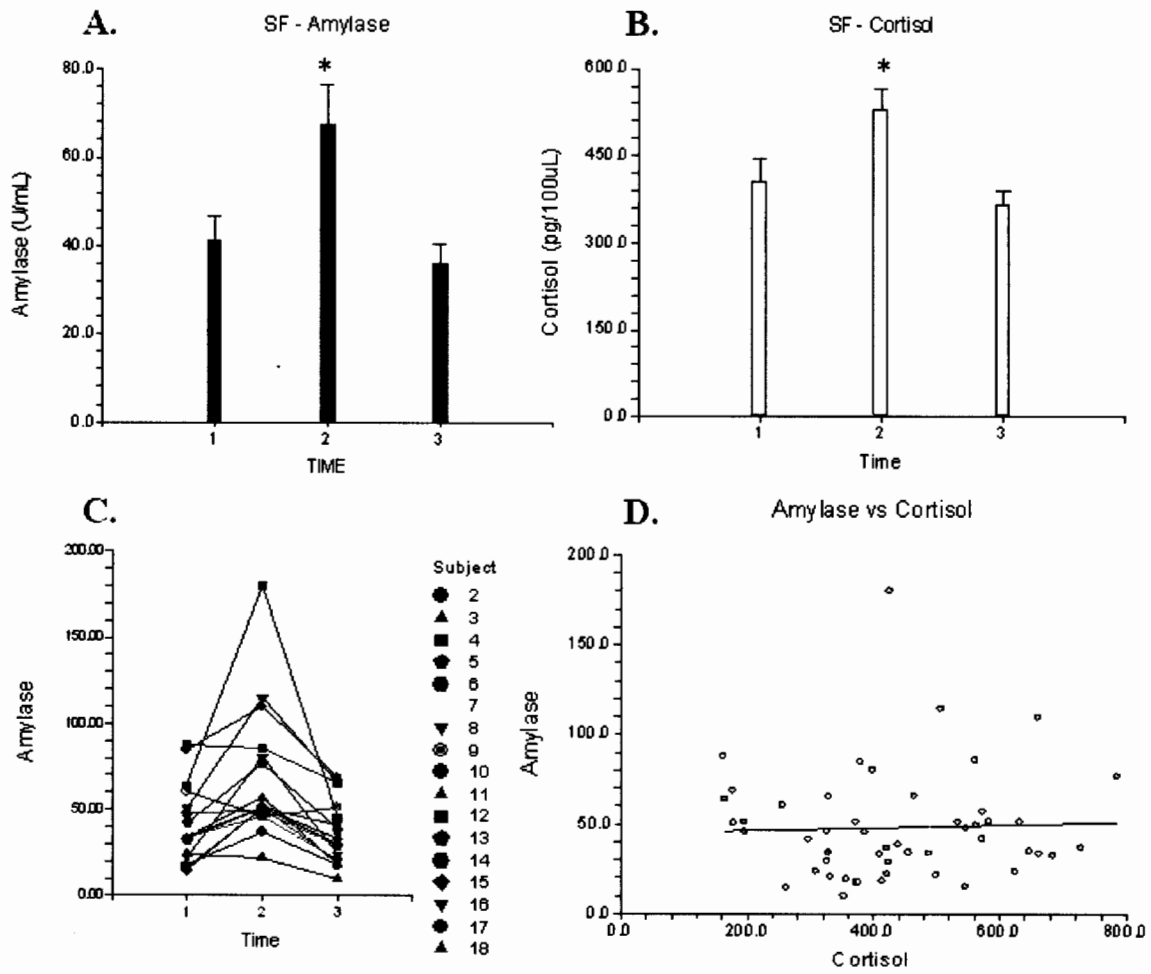 A.
SF - Amylase
80.0
60.0
40.0
20.0
0.0
Amylase (U/mL)
*
1 2 3
TIME
B.
SF - Cortisol
600.0
450.0
300.0
150.0
0.0
Cortisol (pg/100uL)
*
1 2 3
Time
C.
200.00
150.00
100.00
50.00
0.00
Amylase
1 2 3
Time
Subject
2
3
4
5
6
7
8
9
10
11
12
13
14
15
16
17
18
D.
Amylase vs Cortisol
200.0
150.0
100.0
50.0
0.0
Amylase
0.0 200.0 400.0 600.0 800.0
Cortisol